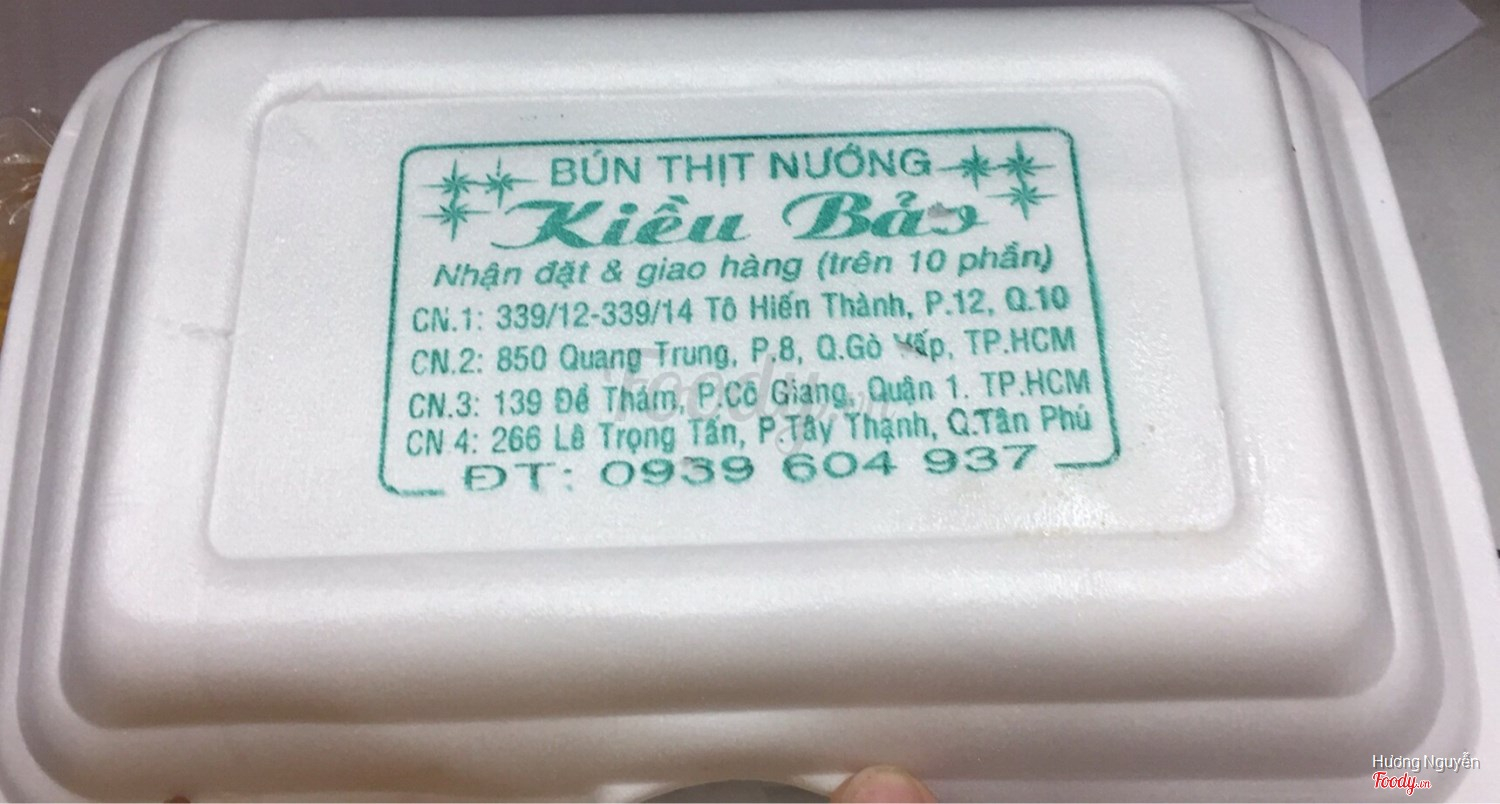 BÚN THỊT NƯỚNG
Kiều Bảo
Nhận đặt & giao hàng (trên 10 phần)
CN.1: 339/12-339/14 Tô Hiến Thành, P.12, Q.10
CN.2: 850 Quang Trung, P.8, Q.Gò Vấp, TP.HCM
CN.3: 139 Đề Thám, P.Cô Giang, Quận 1. TP.HCM
CN 4: 266 Lê Trọng Tấn, P.Tây Thạnh, Q.Tân Phú
ĐT: 0939 604 937
Foody.vn
Hương Nguyễn
Foody.vn